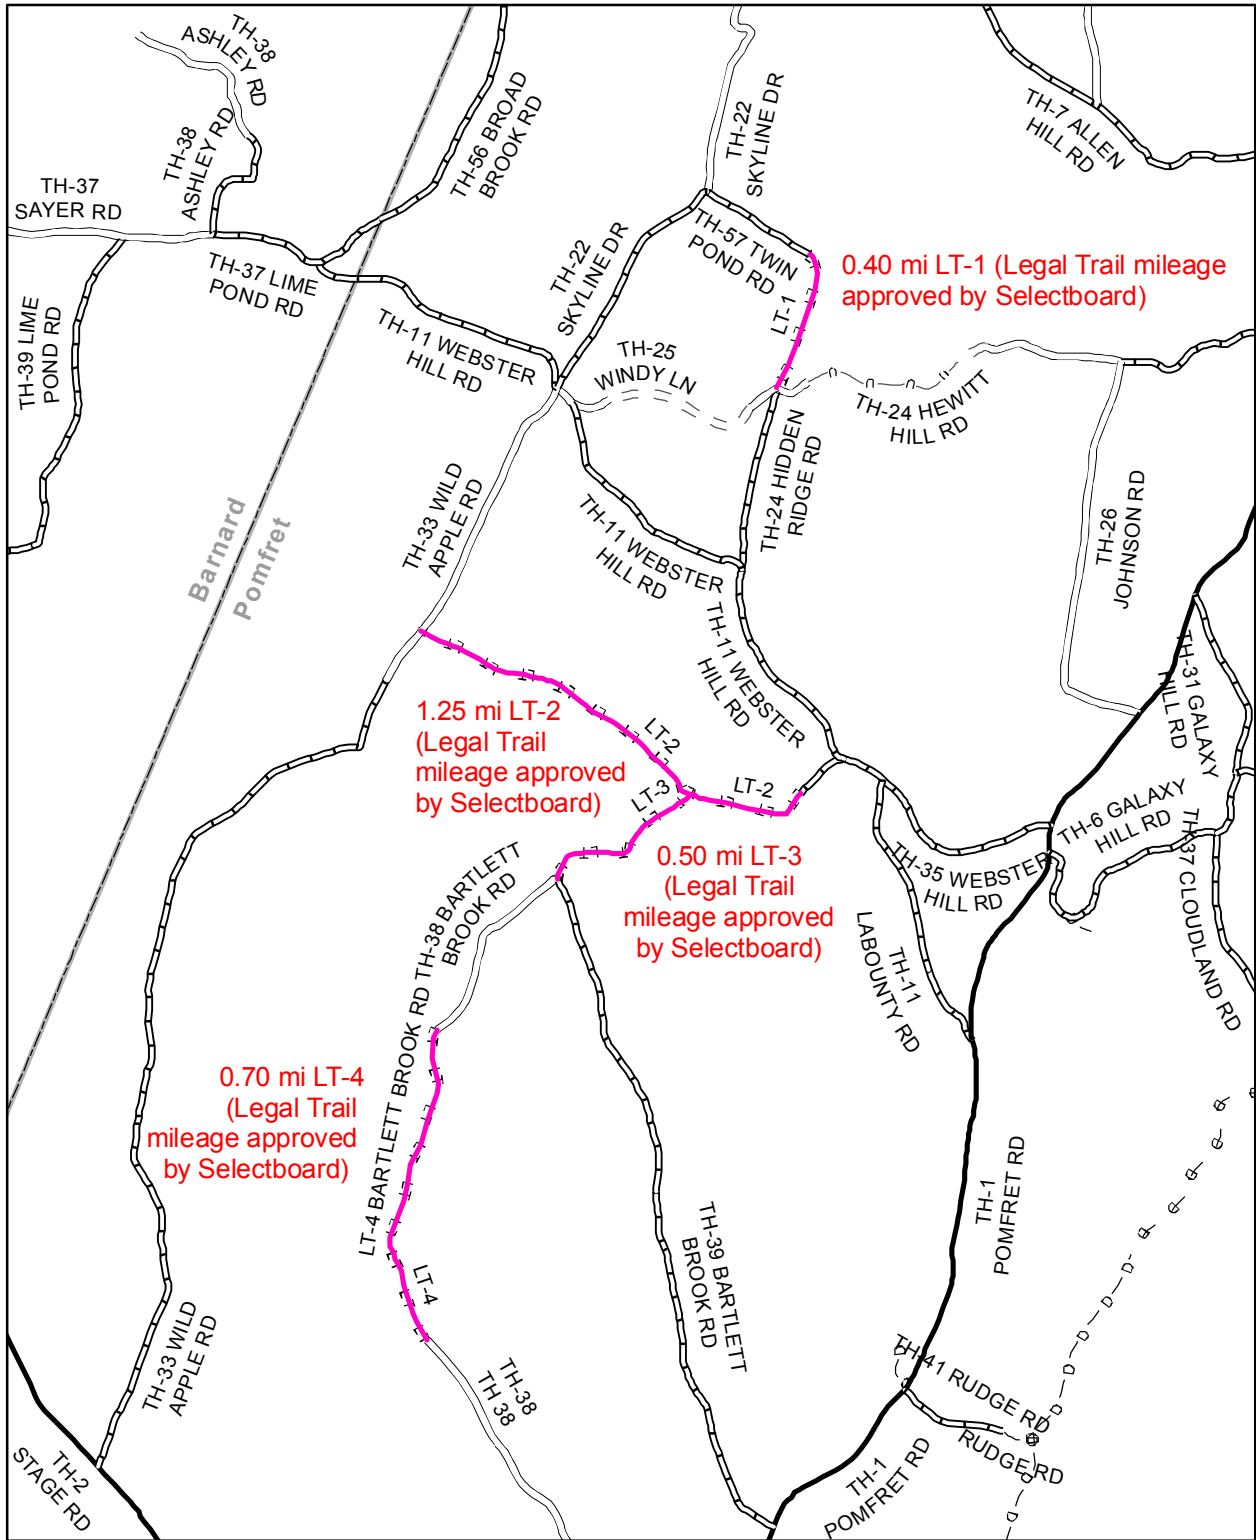 TH-38
ASHLEY RD
TH-38
ASHLEY RD
TH-37
SAYER RD
TH-56 BROAD
BROOK RD
TH-22
SKYLINE DR
TH-7 ALLEN
HILL RD
TH-37 LIME
POND RD
TH-39 LIME
POND RD
TH-22
SKYLINE DR
TH-57 TWIN
POND RD
0.40 mi LT-1 (Legal Trail mileage
approved by Selectboard)
LT-1
TH-11 WEBSTER
HILL RD
TH-25
WINDY LN
TH-24 HEWITT
HILL RD
TH-24 HIDDEN
RIDGE RD
TH-33 WILD
APPLE RD
Barnard
Pomfret
TH-11 WEBSTER
HILL RD
TH-26
JOHNSON RD
TH-11 WEBSTER
HILL RD
TH-31 GALAXY
HILL RD
1.25 mi LT-2
(Legal Trail
mileage approved
by Selectboard)
LT-2
LT-2
LT-3
TH-6 GALAXY
HILL RD
TH-37 CLOUDLAND RD
0.50 mi LT-3
(Legal Trail
mileage approved
by Selectboard)
TH-35 WEBSTER
HILL RD
TH-11
LABOUNTY RD
TH-38 BARTLETT
BROOK RD
LT-4 BARTLETT BROOK RD
0.70 mi LT-4
(Legal Trail
mileage approved
by Selectboard)
LT-4
TH-1
POMFRET RD
TH-39 BARTLETT
BROOK RD
TH-33 WILD
APPLE RD
TH-38
TH 38
TH-41 RUDGE RD
RUDGE RD
TH-2
STAGE RD
TH-1
POMFRET RD